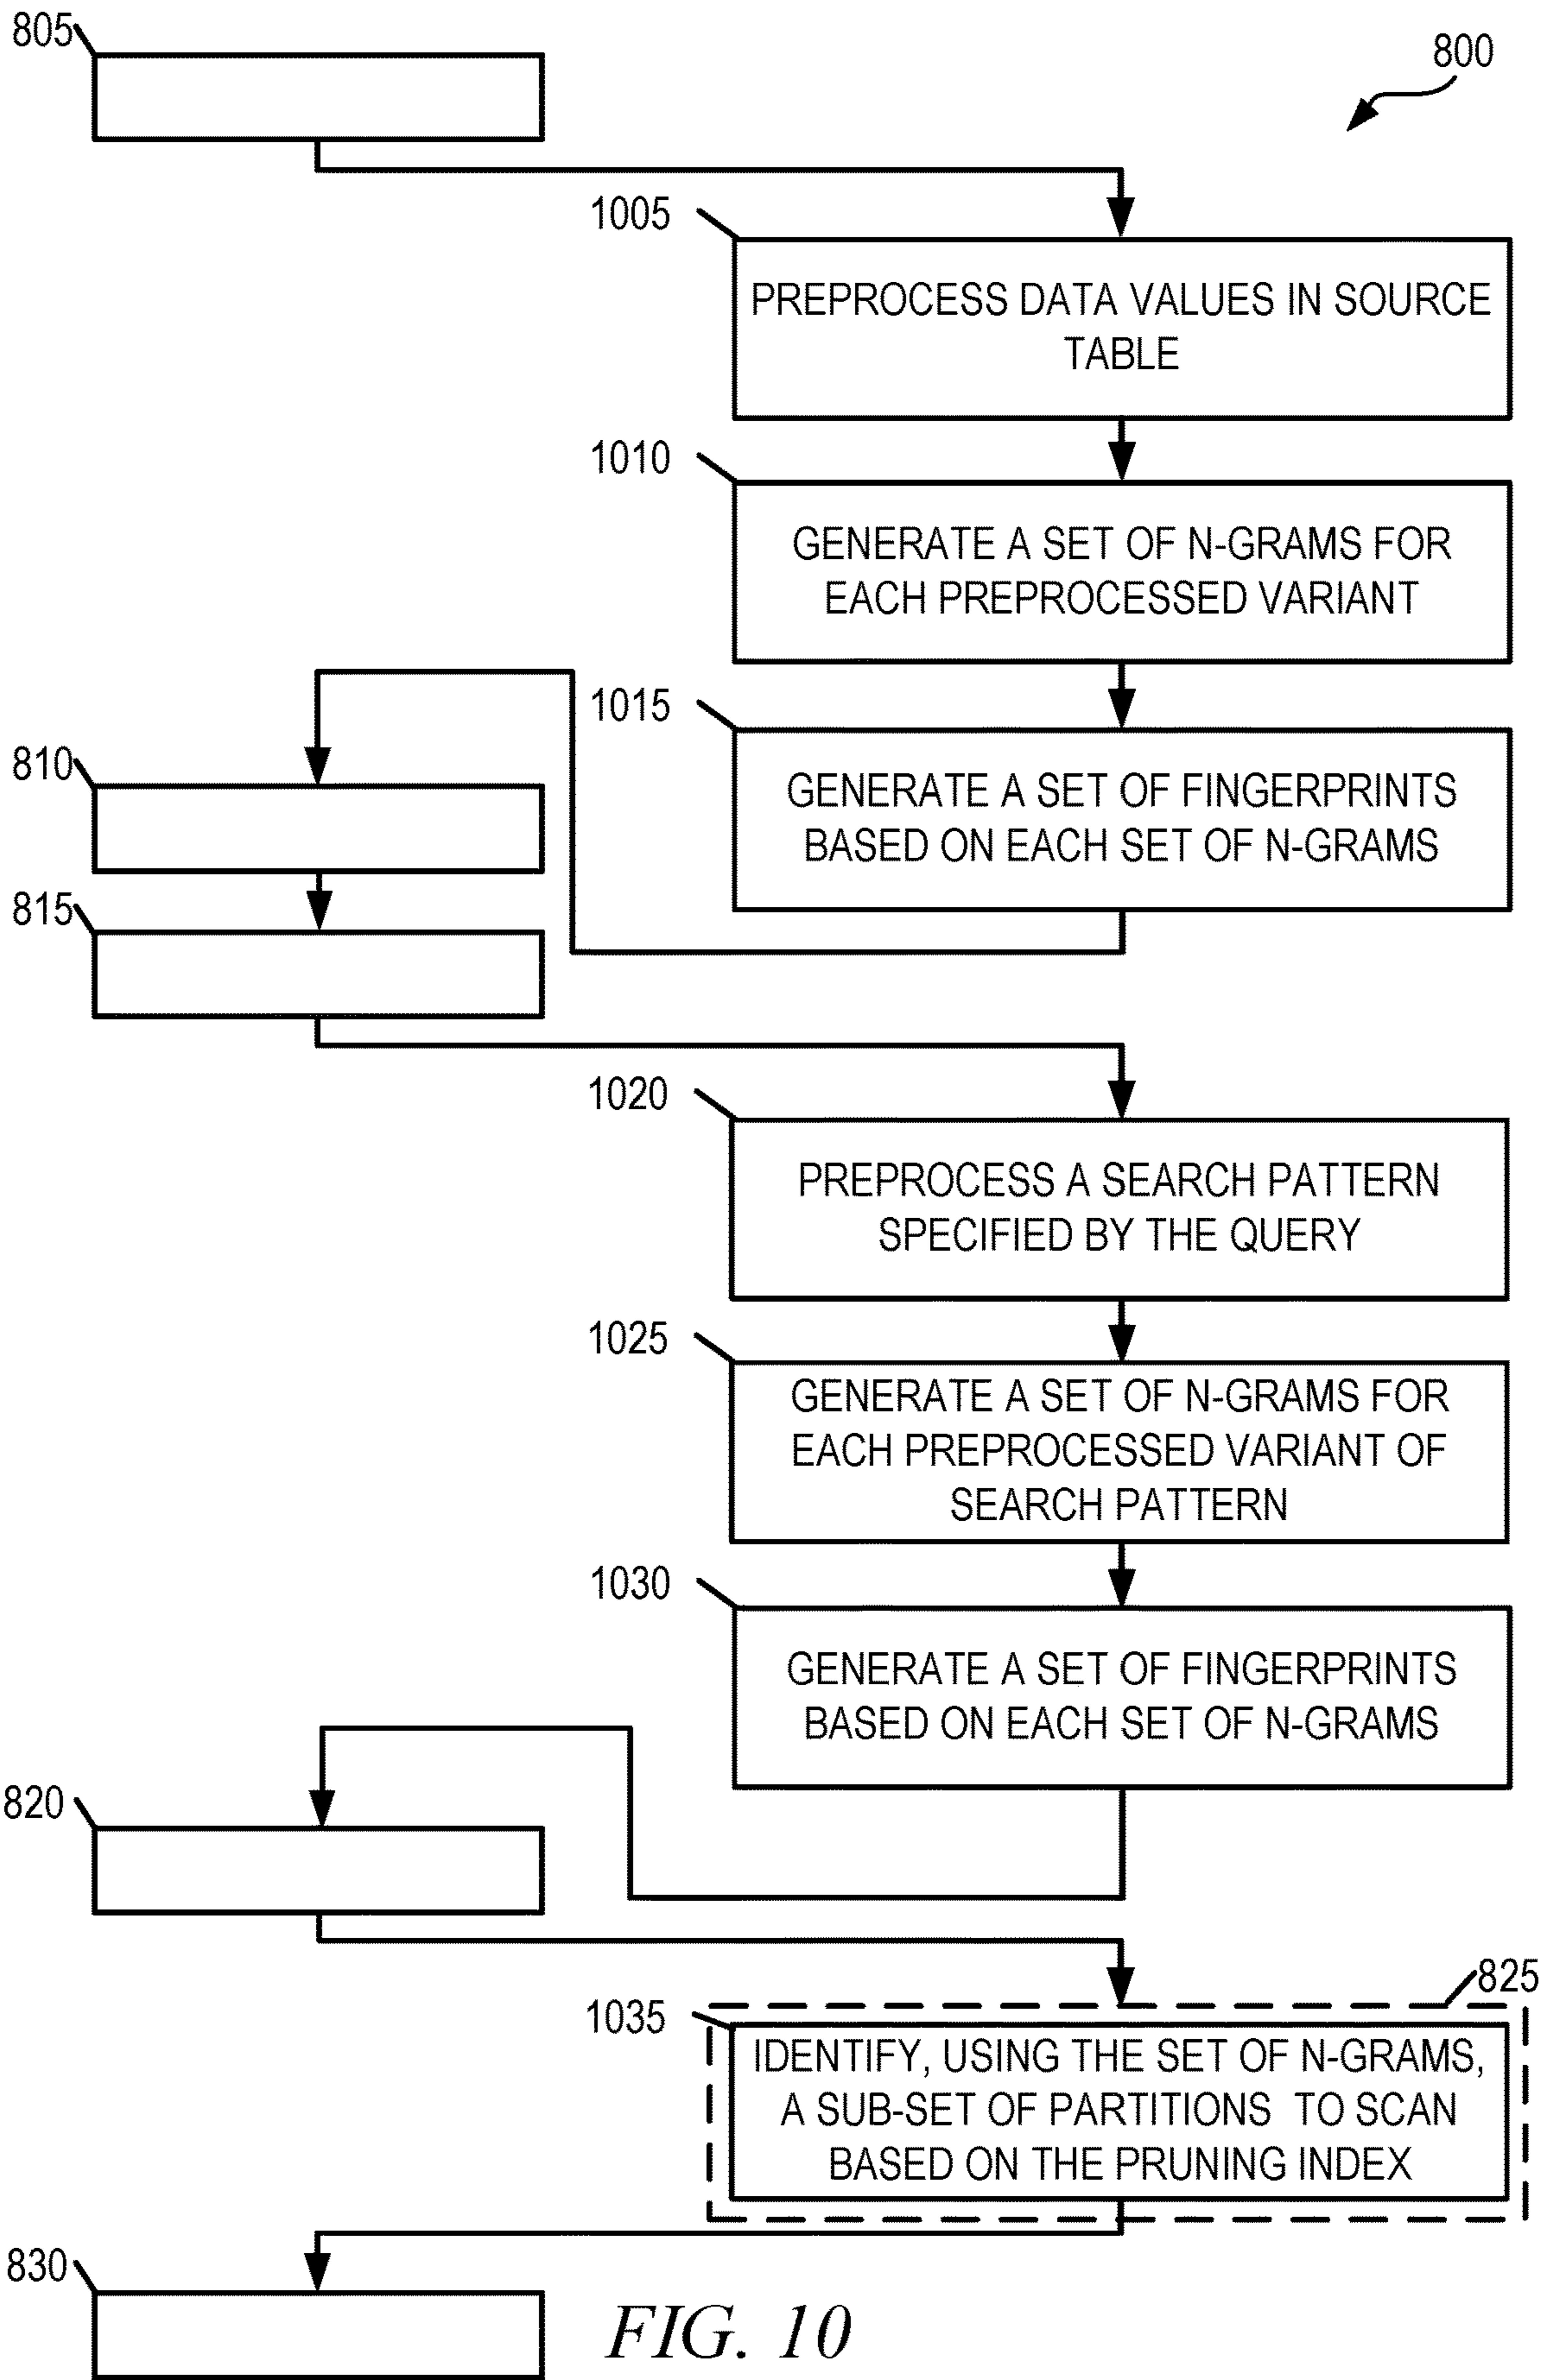 805
800
1005
PREPROCESS DATA VALUES IN SOURCE
TABLE
1010
GENERATE A SET OF N-GRAMS FOR
EACH PREPROCESSED VARIANT
1015
GENERATE A SET OF FINGERPRINTS
BASED ON EACH SET OF N-GRAMS
810
815
1020
PREPROCESS A SEARCH PATTERN
SPECIFIED BY THE QUERY
1025
GENERATE A SET OF N-GRAMS FOR
EACH PREPROCESSED VARIANT OF
SEARCH PATTERN
1030
GENERATE A SET OF FINGERPRINTS
BASED ON EACH SET OF N-GRAMS
820
825
1035
IDENTIFY, USING THE SET OF N-GRAMS,
A SUB-SET OF PARTITIONS TO SCAN
BASED ON THE PRUNING INDEX
830
FIG. 10